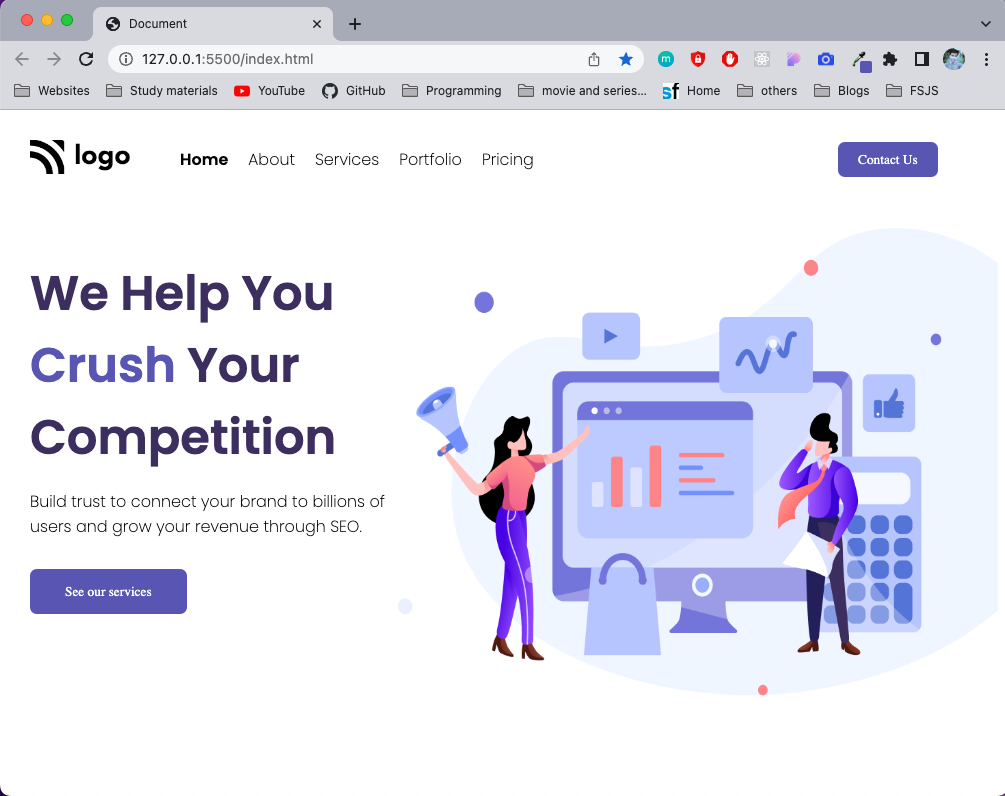 Document
127.0.0.1:5500/index.html
m
Websites Study materials YouTube GitHub Programming movie and series... sf Home others Blogs FSJS
logo Home About Services Portfolio Pricing Contact Us
We Help You
Crush Your
Competition
Build trust to connect your brand to billions of
users and grow your revenue through SEO.
See our services